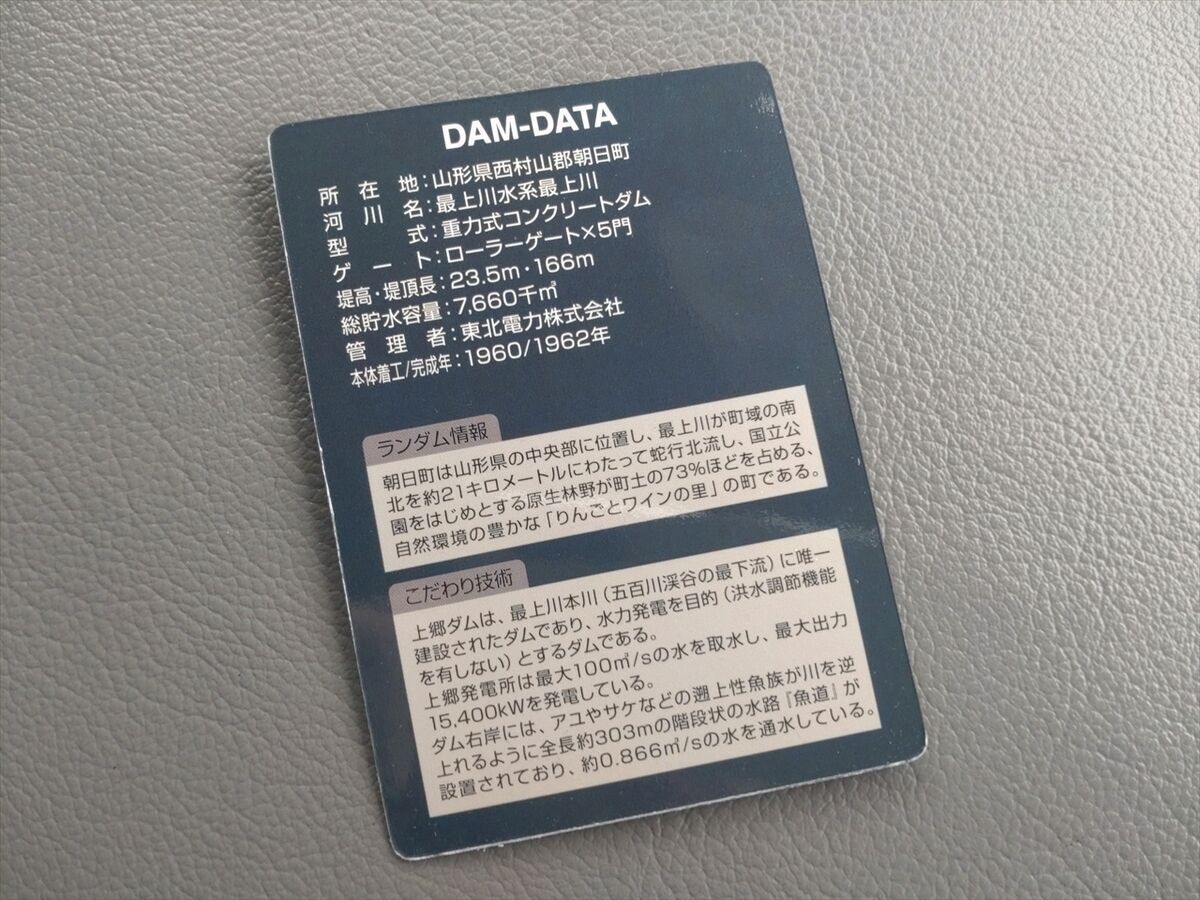 DAM-DATA
所在地:山形県西村山郡朝日町
河川名:最上川水系最上川
型式:重力式コンクリートダム
ゲート:ローラーゲート×5門
堤高・堤頂長:23.5m・166m
総貯水容量:7,660千㎥
管理者:東北電力株式会社
本体着工/完成年:1960/1962年
ランダム情報
朝日町は山形県の中央部に位置し、最上川が町域の南
北を約21キロメートルにわたって蛇行北流し、国立公
園をはじめとする原生林野が町土の73%ほどを占める、
自然環境の豊かな「りんごとワインの里」の町である。
こだわり技術
上郷ダムは、最上川本川(五百川渓谷の最下流)に唯一
建設されたダムであり、水力発電を目的(洪水調節機能
を有しない)とするダムである。
上郷発電所は最大100㎥/sの水を取水し、最大出力
15,400kWを発電している。
ダム右岸には、アユやサケなどの遡上性魚族が川を逆
上れるように全長約303mの階段状の水路『魚道』が
設置されており、約0.866㎥/sの水を通水している。